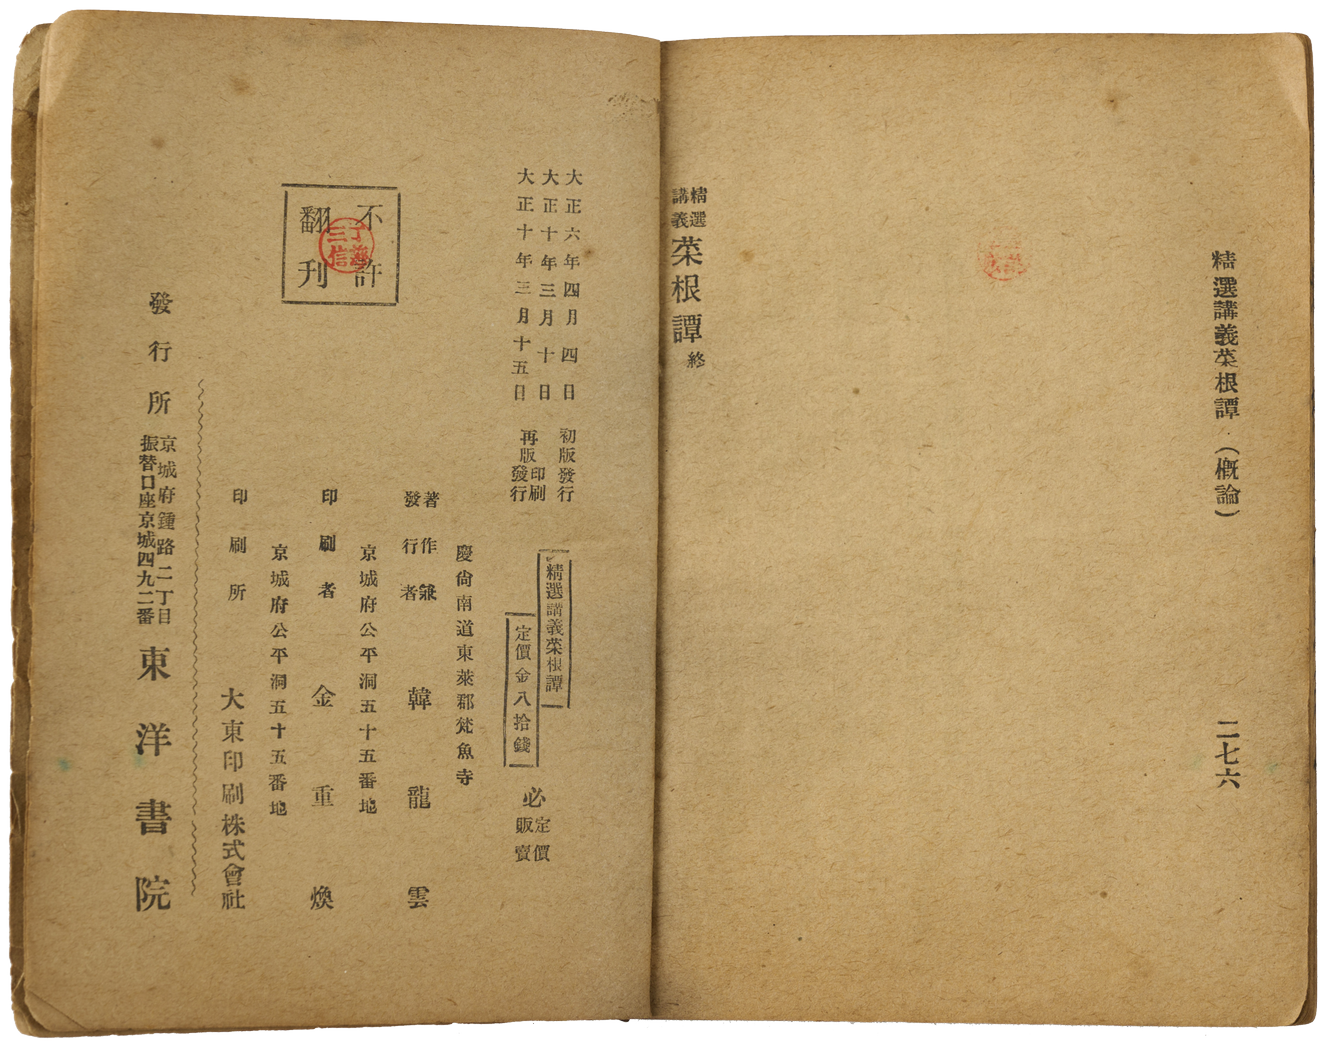 精選講義菜根譚 (概論)
二七六
精選
講義
菜根譚 終
大正六年四月四日 初版發行
大正十年三月十日 再版印刷
大正十年三月十五日 發行
精選講義菜根譚
定價金八拾錢
必
定價
販賣
不許
翻刊
慶尙南道東萊郡梵魚寺
著作兼
發行者 韓龍雲
京城府公平洞五十五番地
印刷者 金重煥
京城府公平洞五十五番地
印刷所 大東印刷株式會社
京城府鍾路二丁目
振替口座京城四九二番
發行所 東洋書院